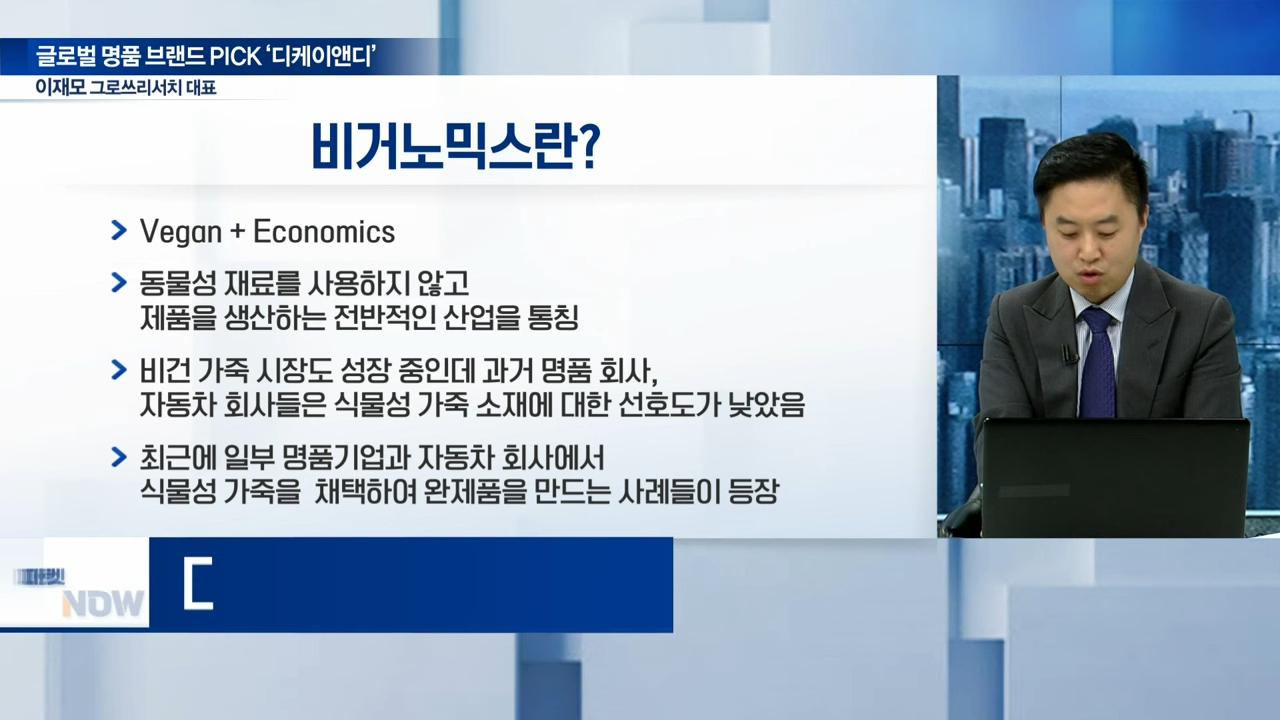 글로벌 명품 브랜드 PICK ‘디케이앤디’
이재모 그로쓰리서치 대표
비거노믹스란?
Vegan + Economics
동물성 재료를 사용하지 않고
제품을 생산하는 전반적인 산업을 통칭
비건 가죽 시장도 성장 중인데 과거 명품 회사,
자동차 회사들은 식물성 가죽 소재에 대한 선호도가 낮았음
최근에 일부 명품기업과 자동차 회사에서
식물성 가죽을 채택하여 완제품을 만드는 사례들이 등장
마켓
NOW
ㄷ